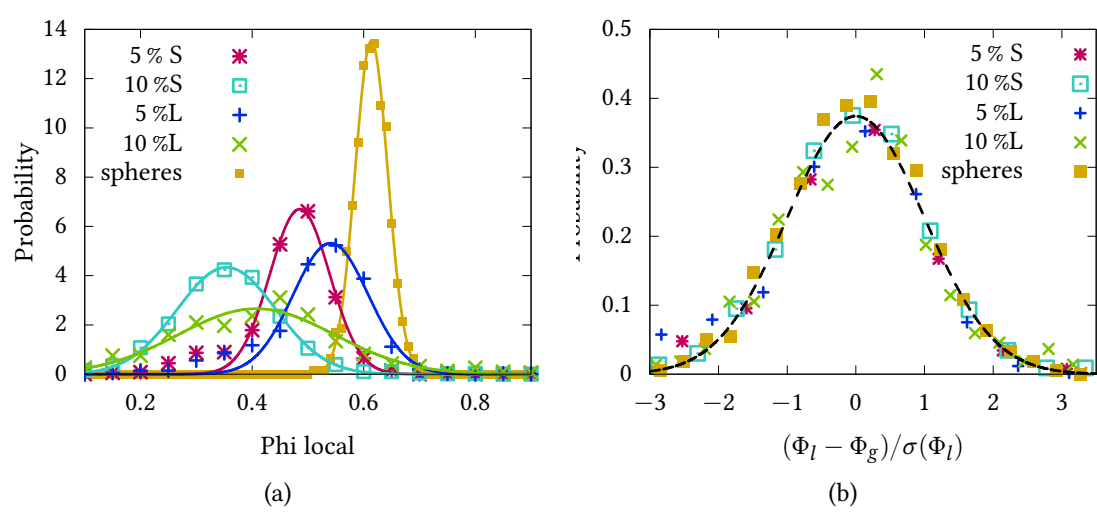 14
12
10
8
6
4
2
0
Probability
5 % S
10 %S
5 %L
10 %L
spheres
0.2 0.4 0.6 0.8
Phi local
(a)
0.5
0.4
0.3
0.2
0.1
0
5 % S
10 %S
5 %L
10 %L
spheres
−3 −2 −1 0 1 2 3
(Φl − Φg)/σ(Φl)
(b)